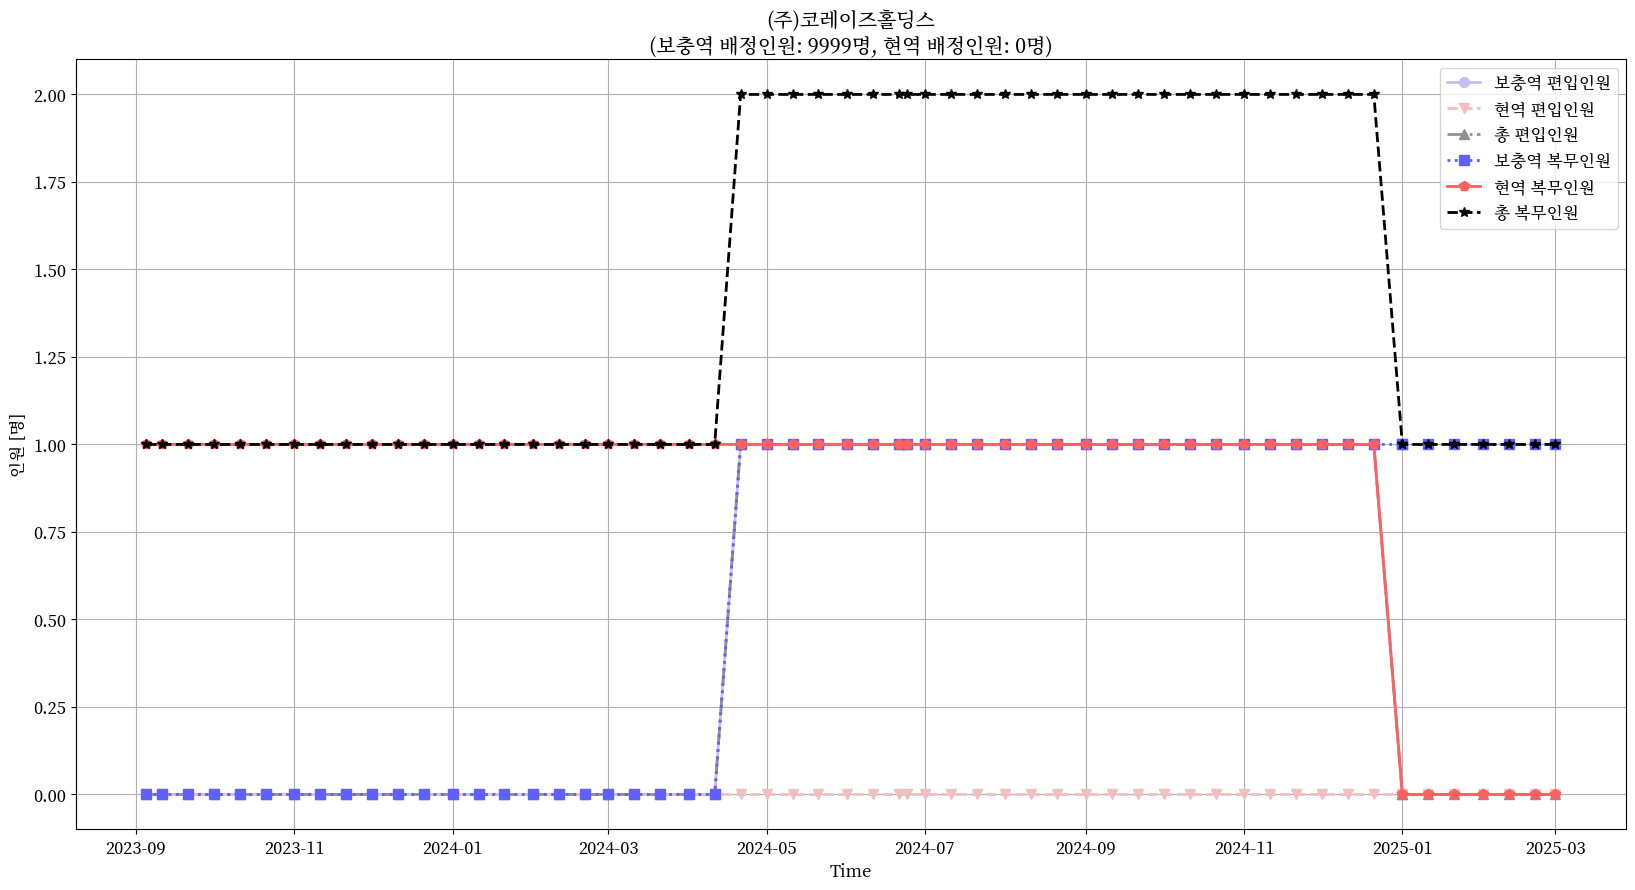 (주)코레이즈홀딩스
(보충역 배정인원: 9999명, 현역 배정인원: 0명)
보충역 편입인원
현역 편입인원
총 편입인원
보충역 복무인원
현역 복무인원
총 복무인원
인원 [명]
2.00
1.75
1.50
1.25
1.00
0.75
0.50
0.25
0.00
2023-09
2023-11
2024-01
2024-03
2024-05
2024-07
2024-09
2024-11
2025-01
2025-03
Time